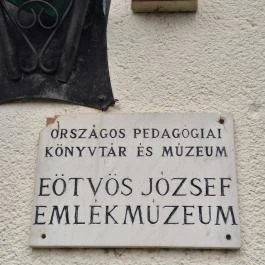 ORSZÁGOS PEDAGÓGIAI
KÖNYVTÁR ÉS MÚZEUM
EÖTVÖS JÓZSEF
EMLÉKMÚZEUM